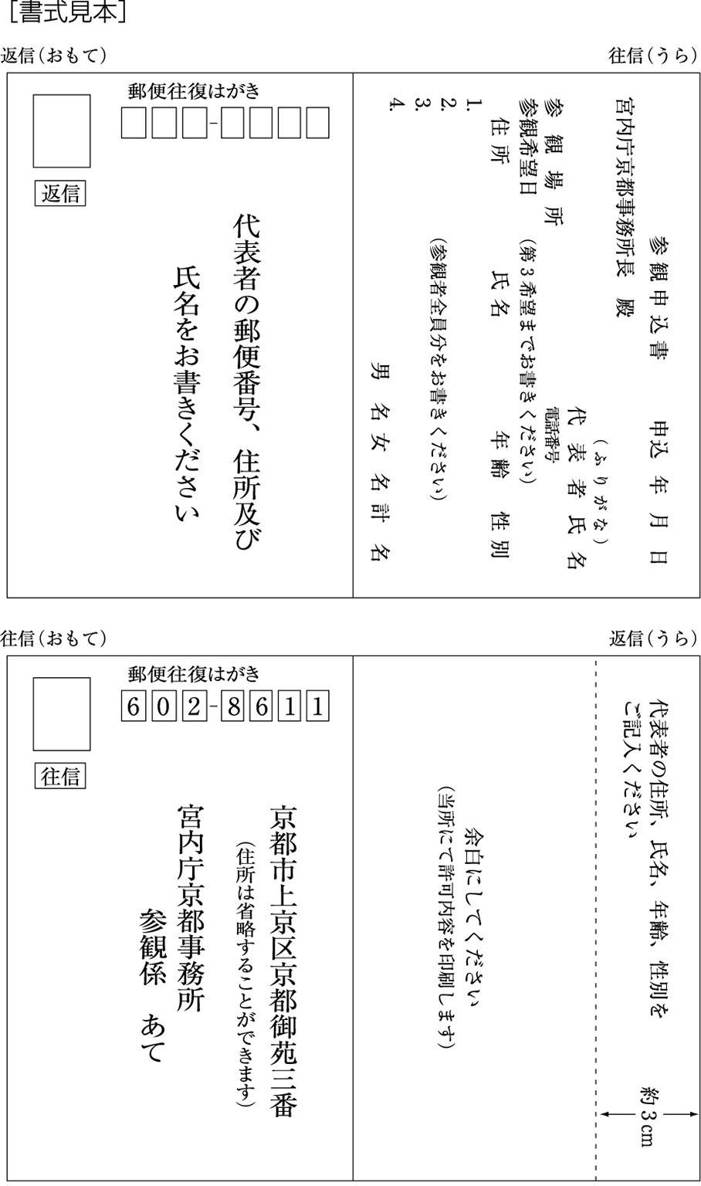 ［書式見本］
返信（おもて）
郵便往復はがき
返信
代表者の郵便番号、住所及び
氏名をお書きください
往信（うら）
参観申込書
申込 年 月 日
宮内庁京都事務所長 殿
（ふりがな）
代表者氏名
電話番号
参観場所
参観希望日 （第３希望までお書きください）
住所 氏名 年齢 性別
1.
2. （参観者全員分をお書きください）
3.
4.
男 名 女 名 計 名
往信（おもて）
郵便往復はがき
602-8611
往信
京都市上京区京都御苑三番
（住所は省略することができます）
宮内庁京都事務所
参観係 あて
返信（うら）
代表者の住所、氏名、年齢、性別を
ご記入ください
約3cm
余白にしてください
（当所にて許可内容を印刷します）